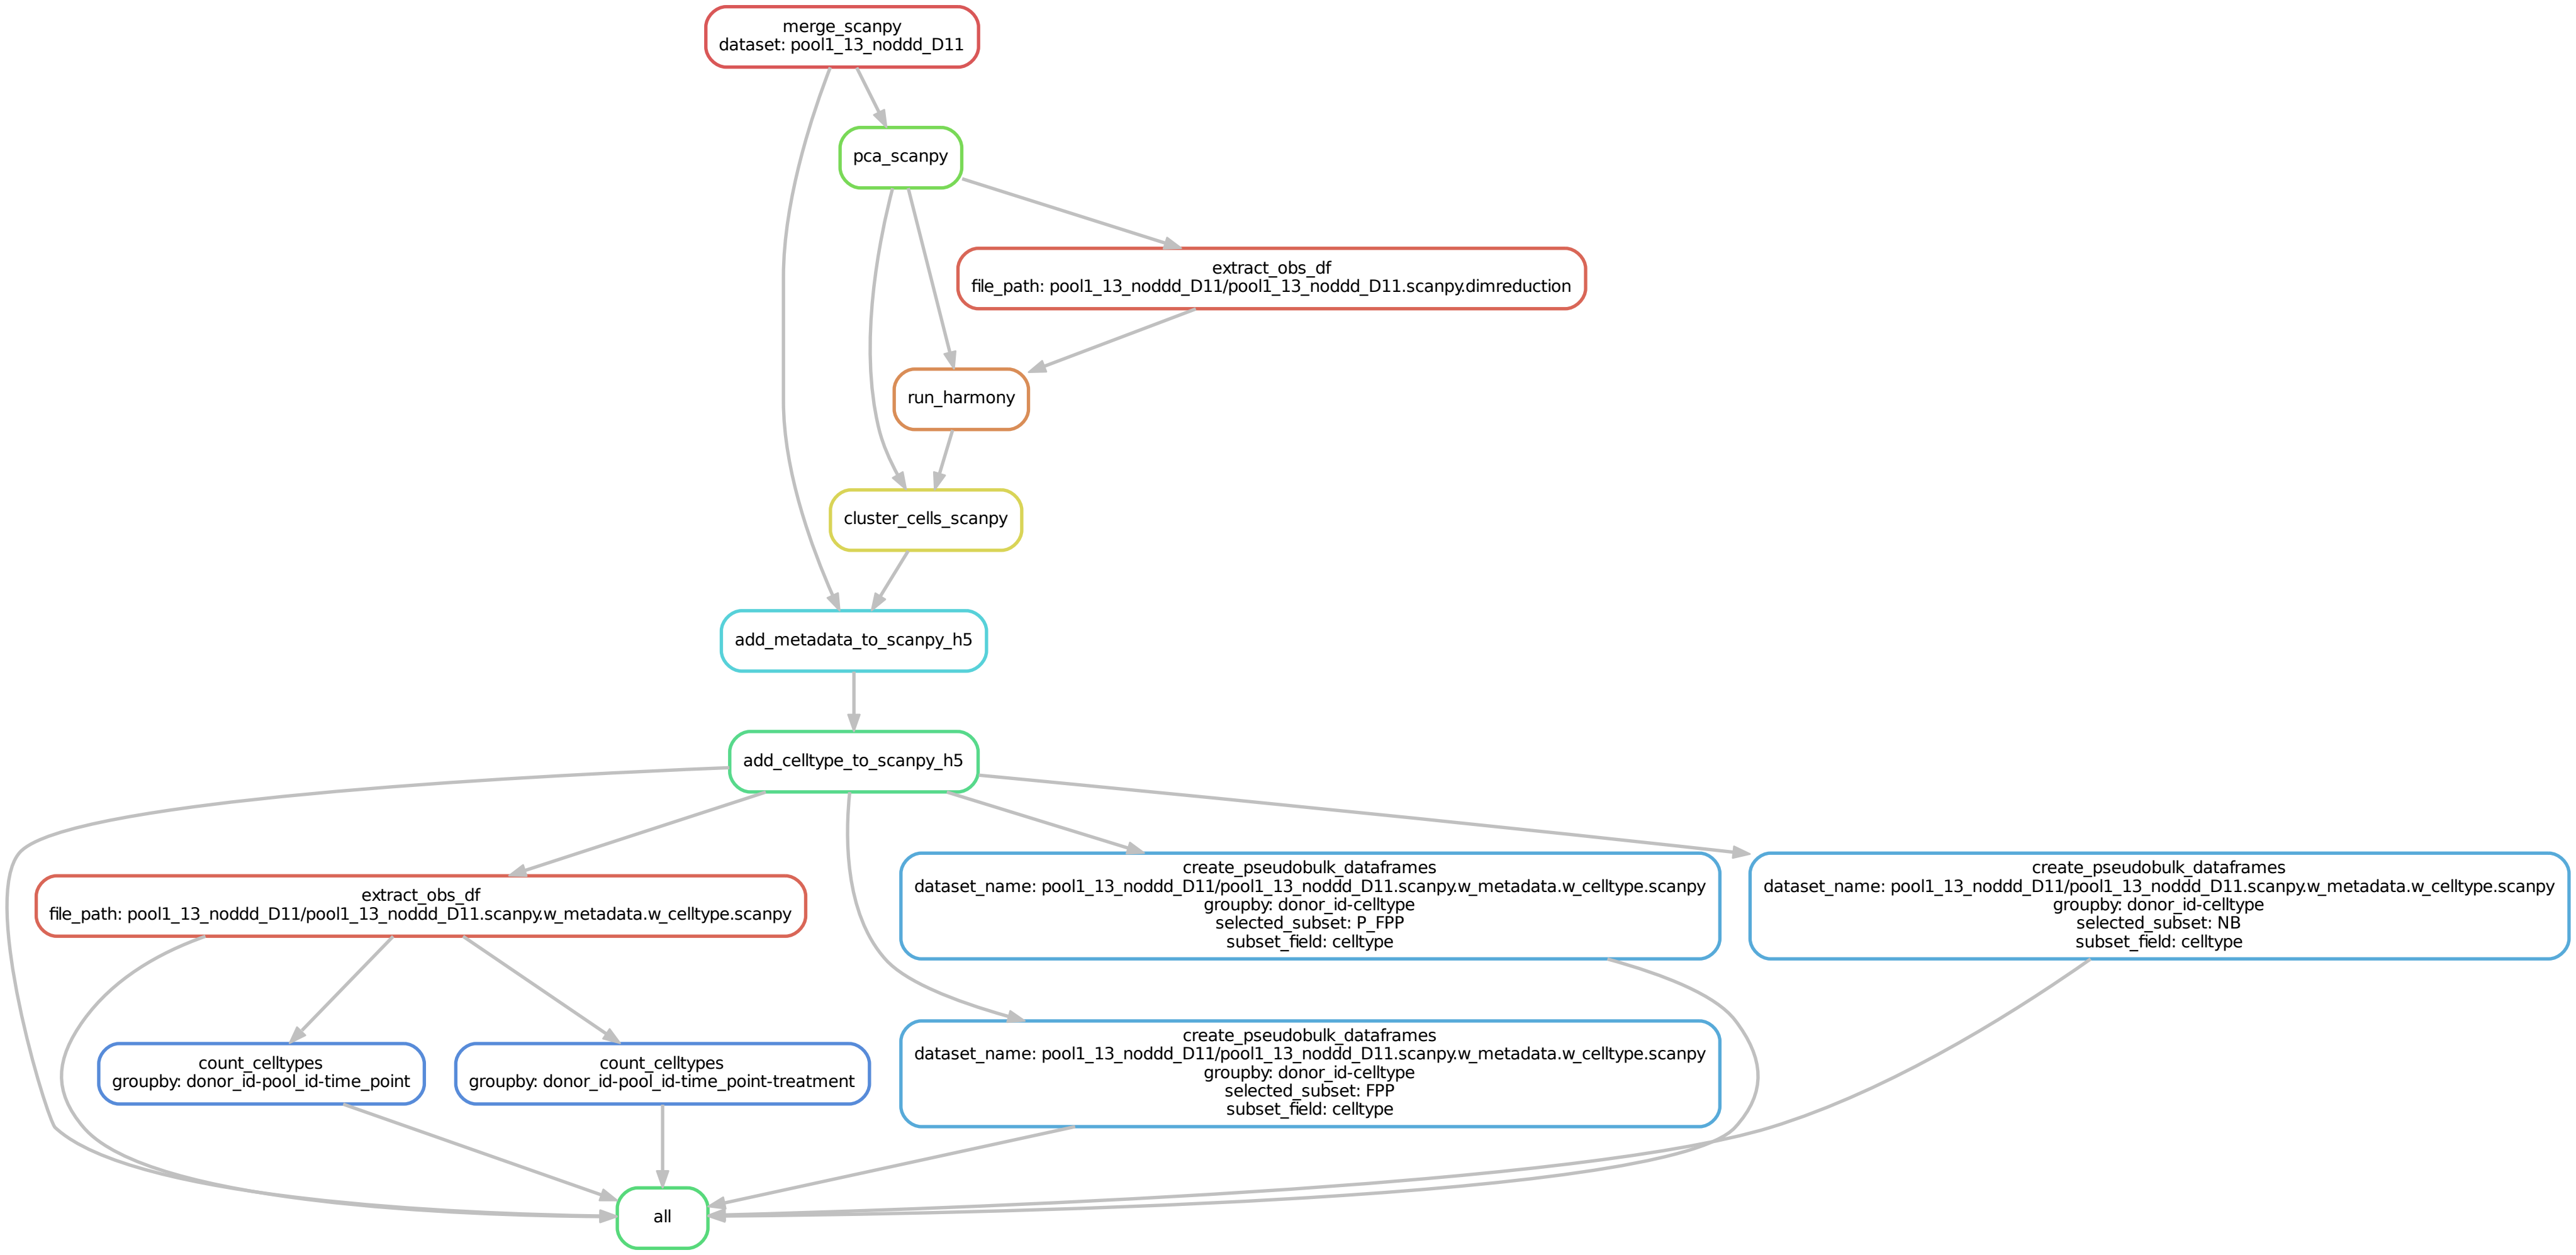 merge_scanpy
dataset: pool1_13_noddd_D11
pca_scanpy
extract_obs_df
file_path: pool1_13_noddd_D11/pool1_13_noddd_D11.scanpy.dimreduction
run_harmony
cluster_cells_scanpy
add_metadata_to_scanpy_h5
add_celltype_to_scanpy_h5
extract_obs_df
file_path: pool1_13_noddd_D11/pool1_13_noddd_D11.scanpy.w_metadata.w_celltype.scanpy
create_pseudobulk_dataframes
dataset_name: pool1_13_noddd_D11/pool1_13_noddd_D11.scanpy.w_metadata.w_celltype.scanpy
groupby: donor_id-celltype
selected_subset: P_FPP
subset_field: celltype
create_pseudobulk_dataframes
dataset_name: pool1_13_noddd_D11/pool1_13_noddd_D11.scanpy.w_metadata.w_celltype.scanpy
groupby: donor_id-celltype
selected_subset: NB
subset_field: celltype
count_celltypes
groupby: donor_id-pool_id-time_point
count_celltypes
groupby: donor_id-pool_id-time_point-treatment
create_pseudobulk_dataframes
dataset_name: pool1_13_noddd_D11/pool1_13_noddd_D11.scanpy.w_metadata.w_celltype.scanpy
groupby: donor_id-celltype
selected_subset: FPP
subset_field: celltype
all